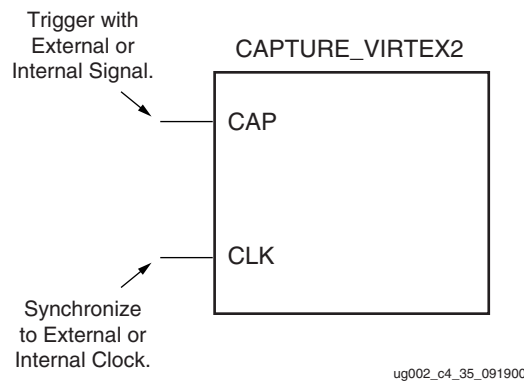 Trigger with
External or
Internal Signal.
CAPTURE_VIRTEX2
CAP
CLK
Synchronize
to External or
Internal Clock.
ug002_c4_35_091900